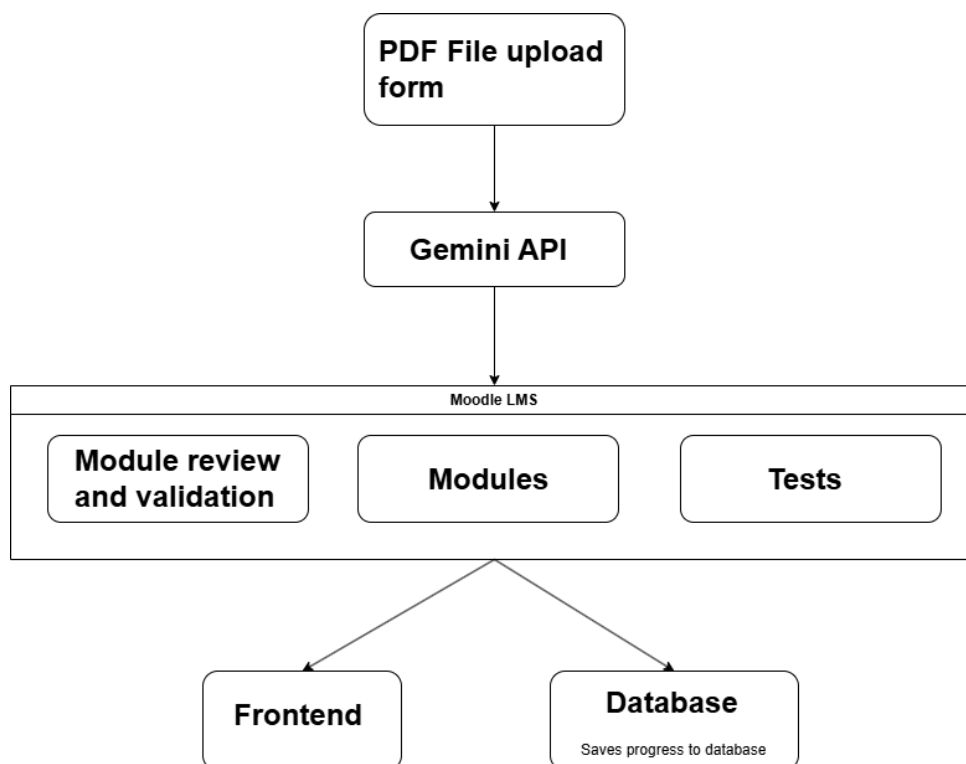 PDF File upload
form
Gemini API
Moodle LMS
Module review
and validation
Modules
Tests
Frontend
Database
Saves progress to database